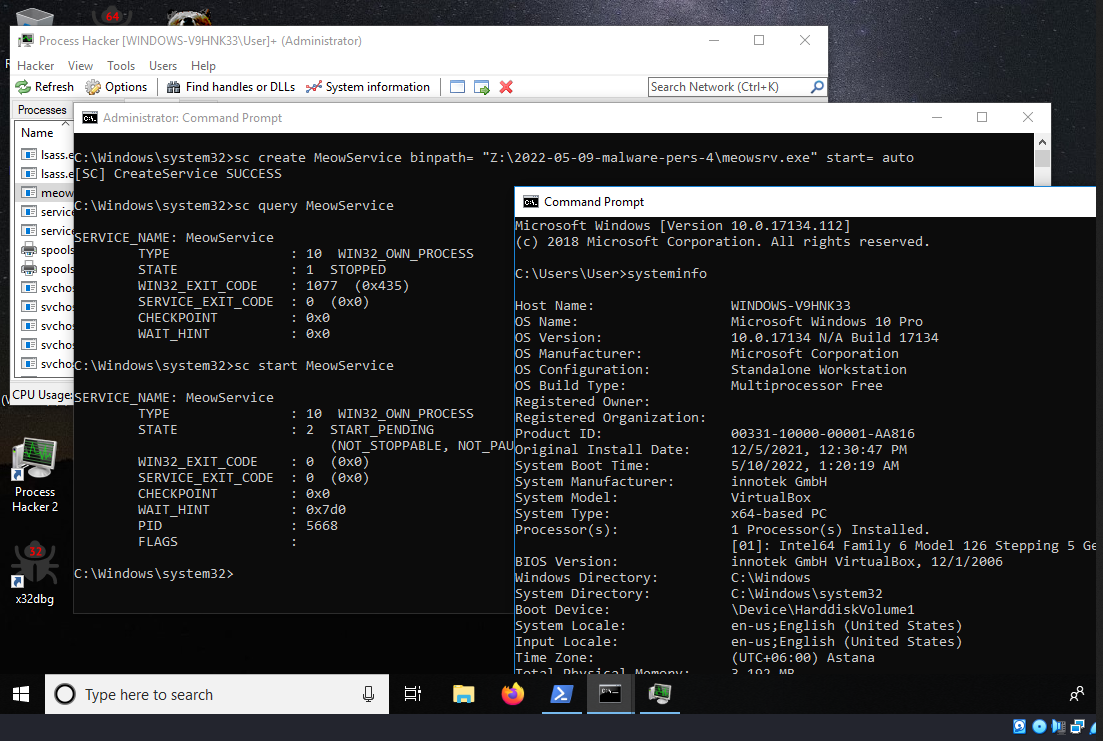 Process Hacker [WINDOWS-V9HNK33\User]+ (Administrator)
Hacker View Tools Users Help
Refresh Options Find handles or DLLs System information Search Network (Ctrl+K)
Processes
Name
lsass.e
lsass.e
meow
service
service
spools
spools
svchos
svchos
svchos
svchos
svchos
CPU Usage:
Administrator: Command Prompt
C:\Windows\system32>sc create MeowService binpath= "Z:\2022-05-09-malware-pers-4\meowsrv.exe" start= auto
[SC] CreateService SUCCESS
C:\Windows\system32>sc query MeowService
SERVICE_NAME: MeowService
TYPE : 10 WIN32_OWN_PROCESS
STATE : 1 STOPPED
WIN32_EXIT_CODE : 1077 (0x435)
SERVICE_EXIT_CODE : 0 (0x0)
CHECKPOINT : 0x0
WAIT_HINT : 0x0
C:\Windows\system32>sc start MeowService
SERVICE_NAME: MeowService
TYPE : 10 WIN32_OWN_PROCESS
STATE : 2 START_PENDING
(NOT_STOPPABLE, NOT_PAU
WIN32_EXIT_CODE : 0 (0x0)
SERVICE_EXIT_CODE : 0 (0x0)
CHECKPOINT : 0x0
WAIT_HINT : 0x7d0
PID : 5668
FLAGS :
C:\Windows\system32>
Command Prompt
Microsoft Windows [Version 10.0.17134.112]
(c) 2018 Microsoft Corporation. All rights reserved.
C:\Users\User>systeminfo
Host Name: WINDOWS-V9HNK33
OS Name: Microsoft Windows 10 Pro
OS Version: 10.0.17134 N/A Build 17134
OS Manufacturer: Microsoft Corporation
OS Configuration: Standalone Workstation
OS Build Type: Multiprocessor Free
Registered Owner:
Registered Organization:
Product ID: 00331-10000-00001-AA816
Original Install Date: 12/5/2021, 12:30:47 PM
System Boot Time: 5/10/2022, 1:20:19 AM
System Manufacturer: innotek GmbH
System Model: VirtualBox
System Type: x64-based PC
Processor(s): 1 Processor(s) Installed.
[01]: Intel64 Family 6 Model 126 Stepping 5 Ge
BIOS Version: innotek GmbH VirtualBox, 12/1/2006
Windows Directory: C:\Windows
System Directory: C:\Windows\system32
Boot Device: \Device\HarddiskVolume1
System Locale: en-us;English (United States)
Input Locale: en-us;English (United States)
Time Zone: (UTC+06:00) Astana
Total Physical Memory: 3,192 MB
64
Process
Hacker 2
32
x32dbg
Type here to search